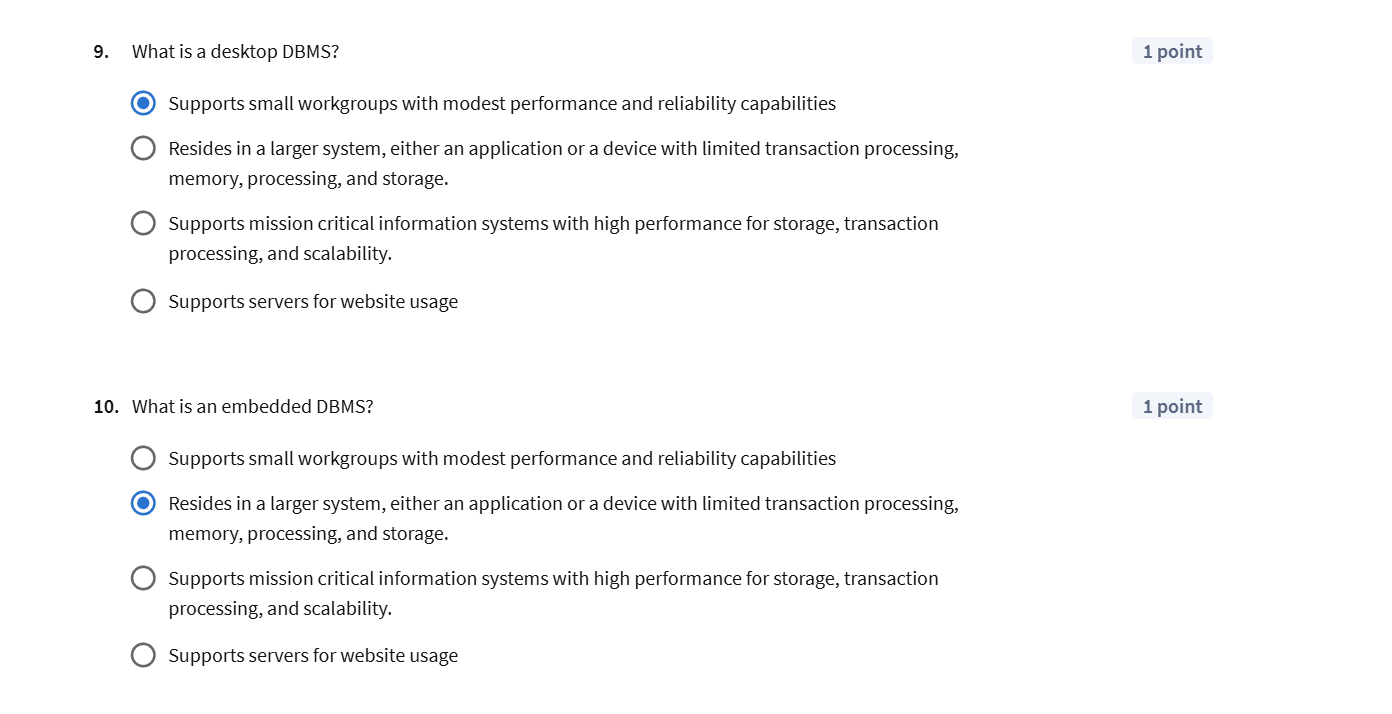 9. What is a desktop DBMS? 1 point
Supports small workgroups with modest performance and reliability capabilities
Resides in a larger system, either an application or a device with limited transaction processing,
memory, processing, and storage.
Supports mission critical information systems with high performance for storage, transaction
processing, and scalability.
Supports servers for website usage
10. What is an embedded DBMS? 1 point
Supports small workgroups with modest performance and reliability capabilities
Resides in a larger system, either an application or a device with limited transaction processing,
memory, processing, and storage.
Supports mission critical information systems with high performance for storage, transaction
processing, and scalability.
Supports servers for website usage